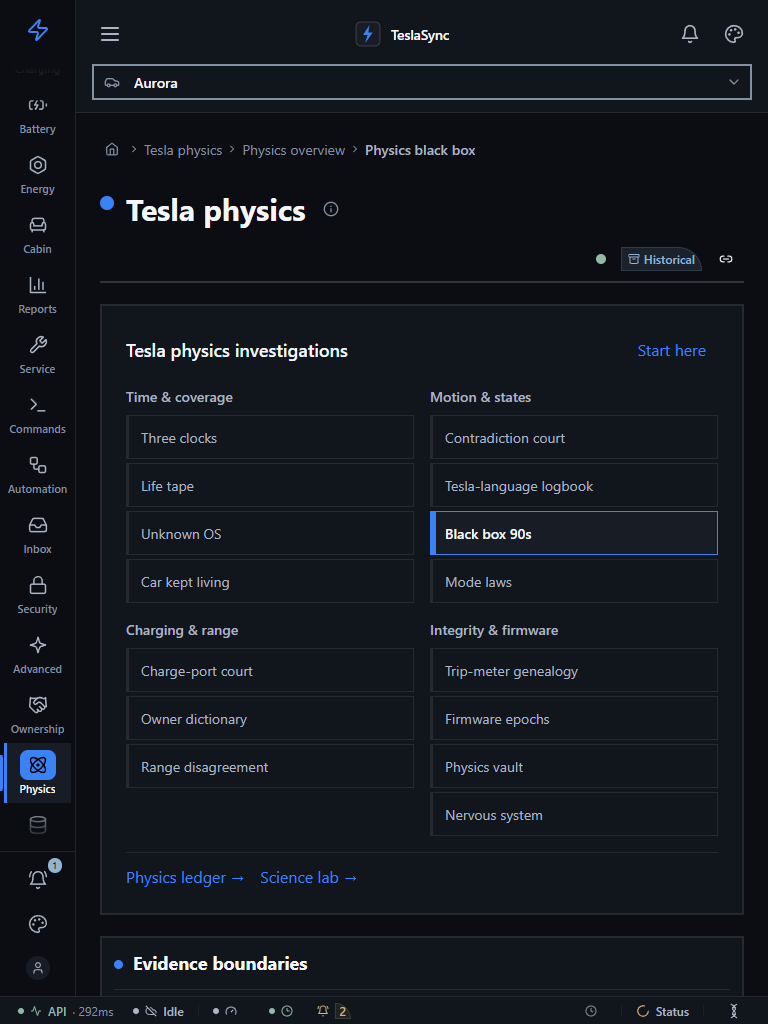 TeslaSync
Aurora
Charging
Battery
Energy
Cabin
Reports
Service
Commands
Automation
Inbox
Security
Advanced
Ownership
Physics
1
Tesla physics > Physics overview > Physics black box
Tesla physics
Historical
Tesla physics investigations
Start here
Time & coverage
Three clocks
Life tape
Unknown OS
Car kept living
Motion & states
Contradiction court
Tesla-language logbook
Black box 90s
Mode laws
Charging & range
Charge-port court
Owner dictionary
Range disagreement
Integrity & firmware
Trip-meter genealogy
Firmware epochs
Physics vault
Nervous system
Physics ledger → Science lab →
Evidence boundaries
API · 292ms Idle 2 Status